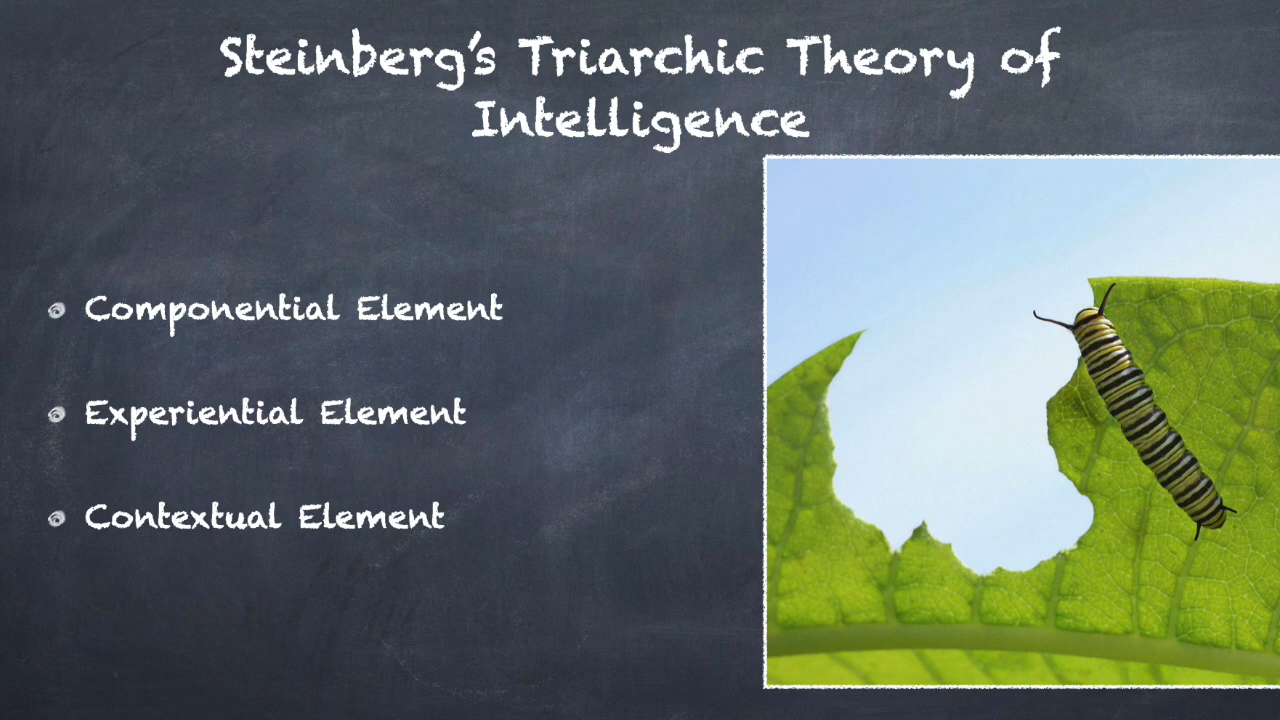 Steinberg's Triarchic Theory of
Intelligence
Componential Element
Experiential Element
Contextual Element